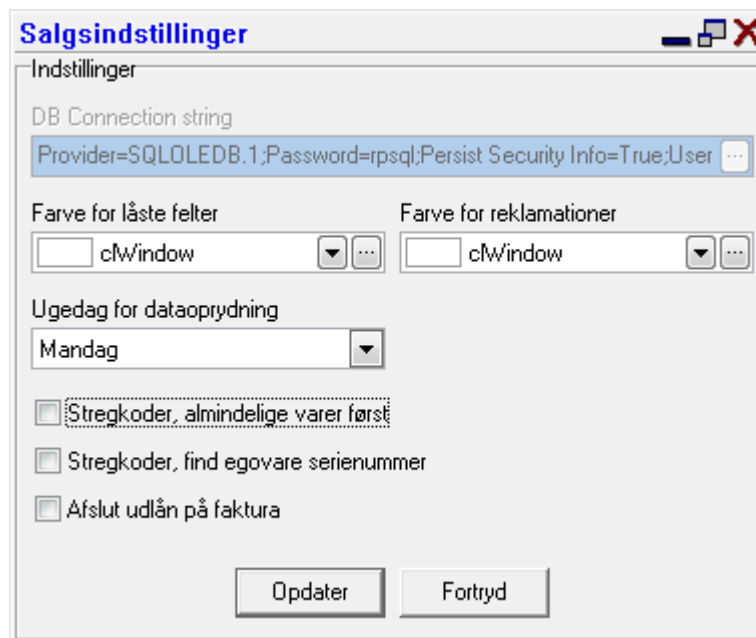 Salgsindstillinger
Indstillinger
DB Connection string
Provider=SQLOLEDB.1;Password=rpsql;Persist Security Info=True;User
Farve for låste felter
Farve for reklamationer
clWindow
clWindow
Ugedag for dataoprydning
Mandag
Stregkoder, almindelige varer først
Stregkoder, find egovare serienummer
Afslut udlån på faktura
Opdater
Fortryd